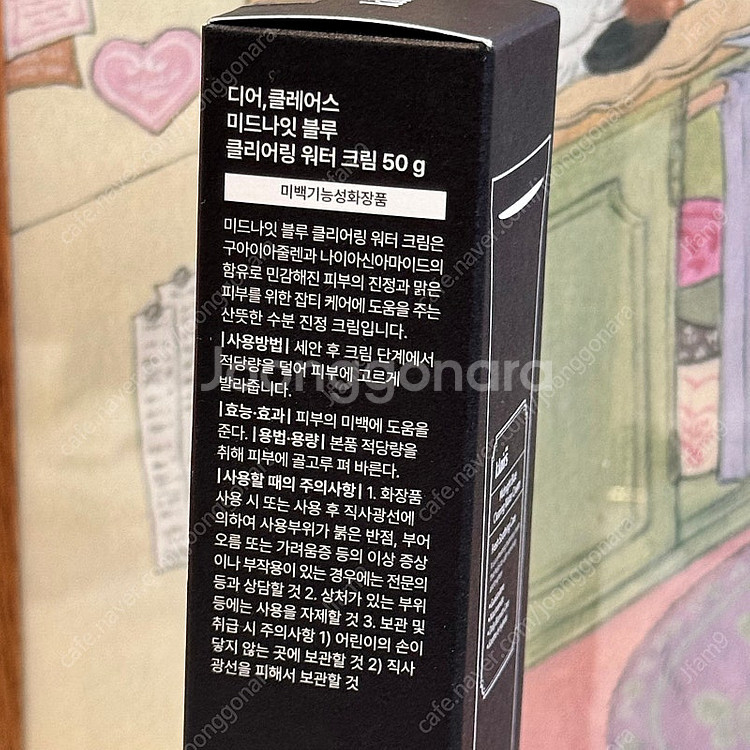 디어,클레어스
미드나잇 블루
클리어링 워터 크림 50 g
미백기능성화장품
미드나잇 블루 클리어링 워터 크림은
구아이아줄렌과 나이아신아마이드의
함유로 민감해진 피부의 진정과 맑은
피부를 위한 잡티 케어에 도움을 주는
산뜻한 수분 진정 크림입니다.
|사용방법| 세안 후 크림 단계에서
적당량을 덜어 피부에 고르게
발라줍니다.
|효능·효과| 피부의 미백에 도움을
준다. |용법·용량| 본품 적당량을
취해 피부에 골고루 펴 바른다.
|사용할 때의 주의사항| 1. 화장품
사용 시 또는 사용 후 직사광선에
의하여 사용부위가 붉은 반점, 부어
오름 또는 가려움증 등의 이상 증상
이나 부작용이 있는 경우에는 전문의
등과 상담할 것 2. 상처가 있는 부위
등에는 사용을 자제할 것 3. 보관 및
취급 시 주의사항 1) 어린이의 손이
닿지 않는 곳에 보관할 것 2) 직사
광선을 피해서 보관할 것
Joonggonara
cafe.naver.com/joonggonara
Jfam9